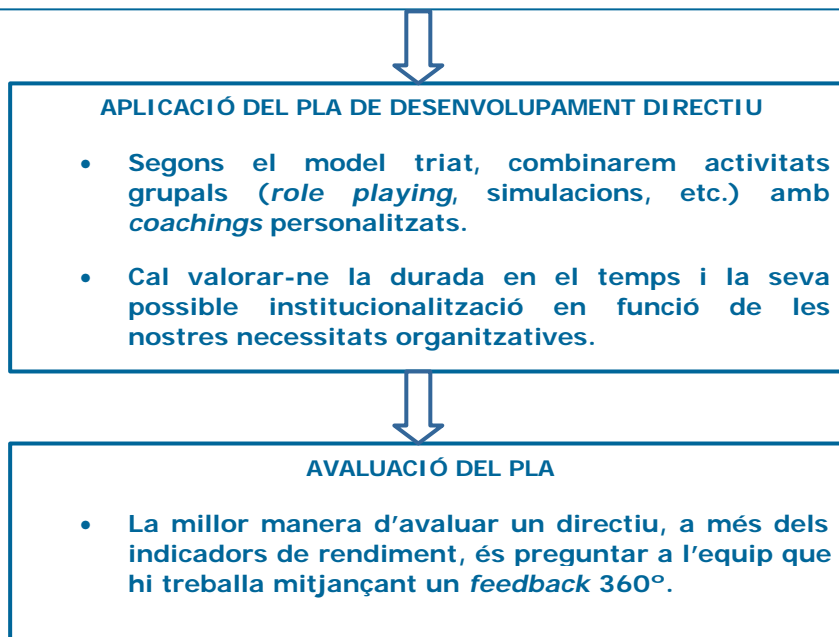 APLICACIÓ DEL PLA DE DESENVOLUPAMENT DIRECTIU
• Segons el model triat, combinarem activitats
grupals (role playing, simulacions, etc.) amb
coachings personalitzats.
• Cal valorar-ne la durada en el temps i la seva
possible institucionalització en funció de les
nostres necessitats organitzatives.
AVALUACIÓ DEL PLA
• La millor manera d'avaluar un directiu, a més dels
indicadors de rendiment, és preguntar a l'equip que
hi treballa mitjançant un feedback 360º.